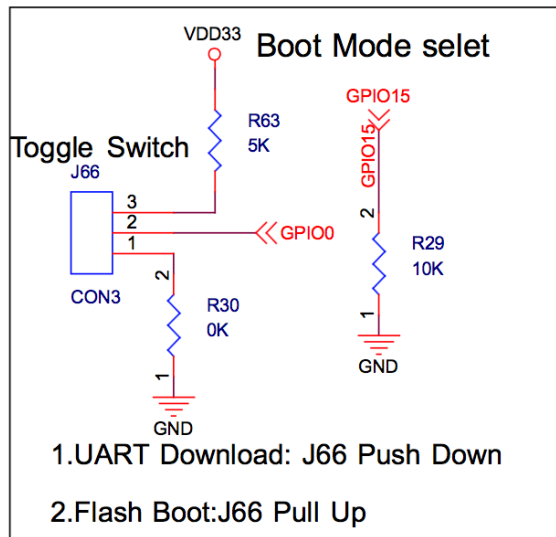 VDD33
Boot Mode selet
R63
5K
GPIO15
GPIO15
Toggle Switch
J66
3
2
1
GPIO0
CON3
2
R30
0K
1
GND
2
R29
10K
1
GND
1.UART Download: J66 Push Down
2.Flash Boot:J66 Pull Up